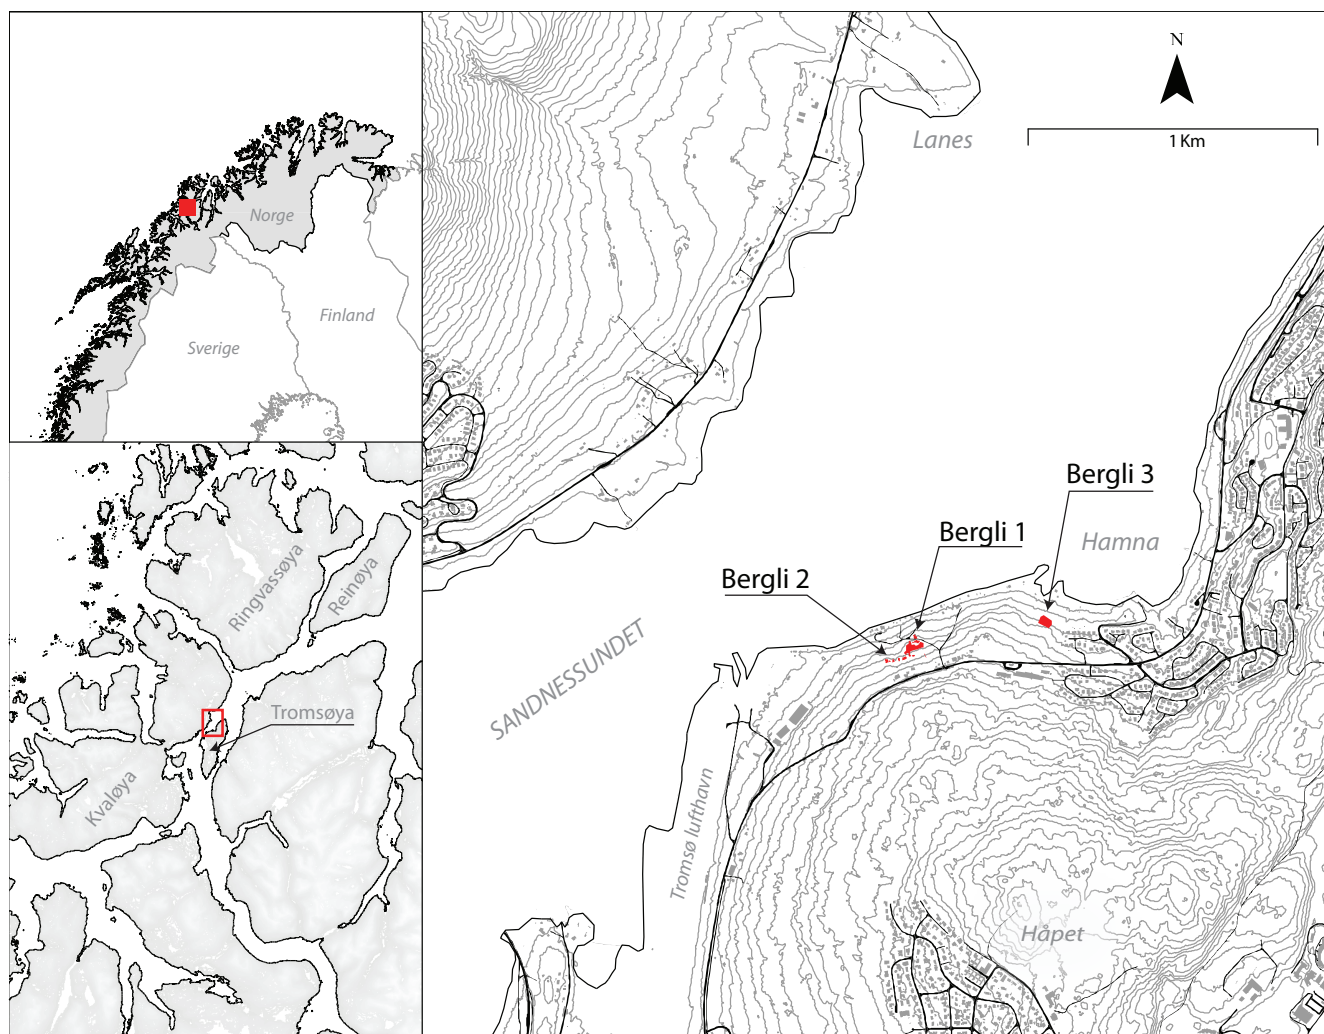 Norge
Finland
Sverige
Ringvassøya
Reinøya
Tromsøya
Kvaløya
N
Lanes
1 Km
Bergli 3
Bergli 1
Hamna
Bergli 2
SANDNESSUNDET
Tromsø lufthavn
Håpet